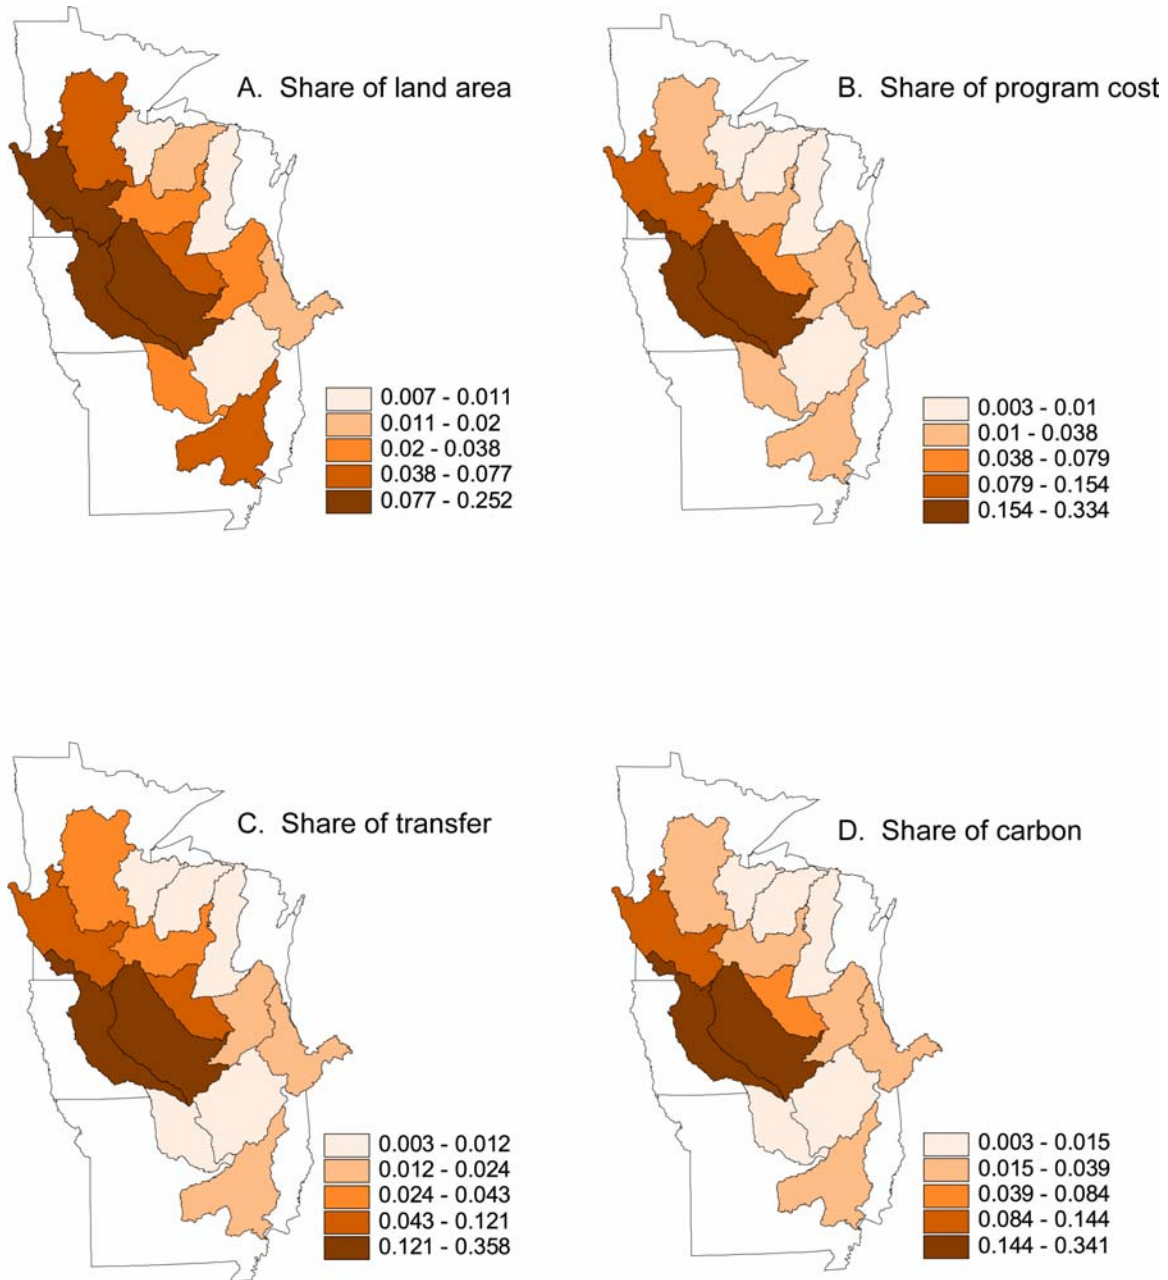 A. Share of land area
0.007 - 0.011
0.011 - 0.02
0.02 - 0.038
0.038 - 0.077
0.077 - 0.252
B. Share of program cost
0.003 - 0.01
0.01 - 0.038
0.038 - 0.079
0.079 - 0.154
0.154 - 0.334
C. Share of transfer
0.003 - 0.012
0.012 - 0.024
0.024 - 0.043
0.043 - 0.121
0.121 - 0.358
D. Share of carbon
0.003 - 0.015
0.015 - 0.039
0.039 - 0.084
0.084 - 0.144
0.144 - 0.341